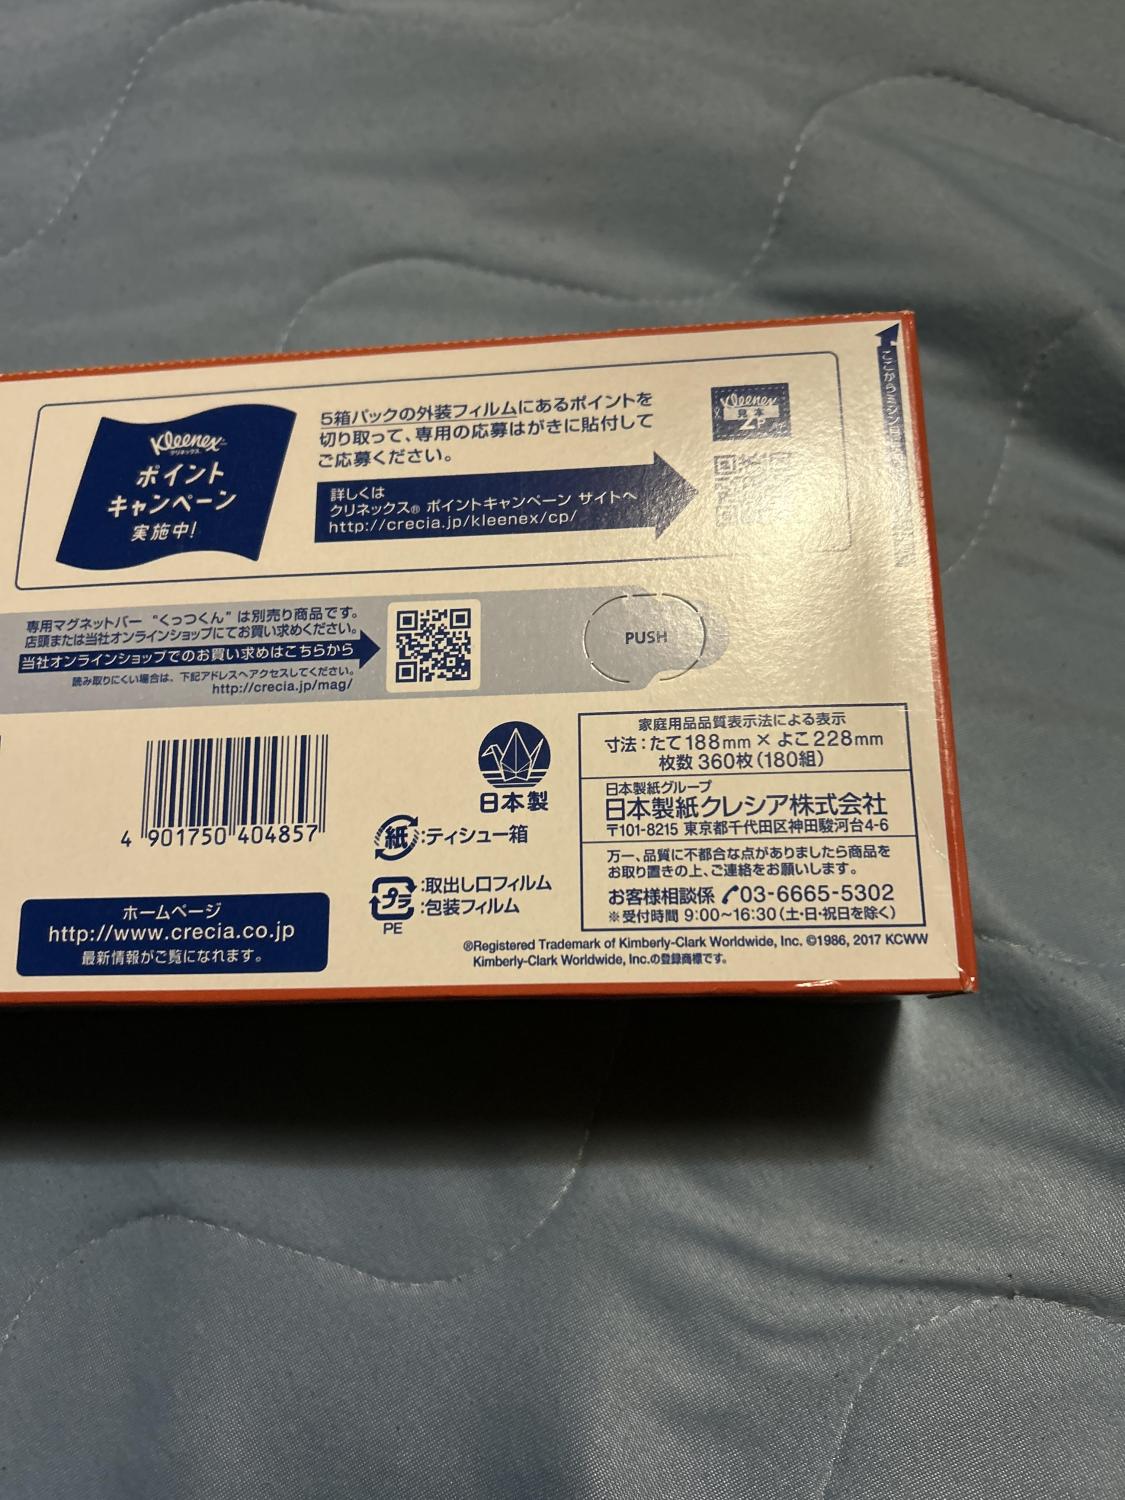 Kleenex
クリネックス
ポイント
キャンペーン
実施中!
5箱パックの外装フィルムにあるポイントを
切り取って、専用の応募はがきに貼付して
ご応募ください。
詳しくは
クリネックス® ポイントキャンペーン サイトへ
http://crecia.jp/kleenex/cp/
Kleenex
見本
2P
ここからミシン
専用マグネットバー “くっつくん” は別売り商品です。
店頭または当社オンラインショップにてお買い求めください。
当社オンラインショップでのお買い求めはこちらから
読み取りにくい場合は、下記アドレスへアクセスしてください。
http://crecia.jp/mag/
PUSH
4 901750 404857
日本製
紙:ティシュー箱
プラ:取出し口フィルム
:包装フィルム
PE
ホームページ
http://www.crecia.co.jp
最新情報がご覧になれます。
家庭用品品質表示法による表示
寸法:たて188mm×よこ228mm
枚数 360枚(180組)
日本製紙グループ
日本製紙クレシア株式会社
〒101-8215 東京都千代田区神田駿河台4-6
万一、品質に不都合な点がありましたら商品を
お取り置きの上、ご連絡をお願いします。
お客様相談係 03-6665-5302
※受付時間 9:00~16:30(土・日・祝日を除く)
®Registered Trademark of Kimberly-Clark Worldwide, Inc. ©1986, 2017 KCWW
Kimberly-Clark Worldwide, Inc.の登録商標です。